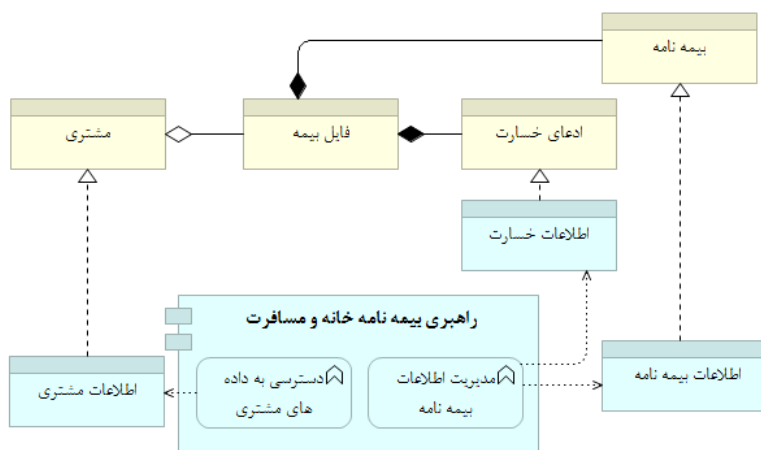 بیمه نامه
مشتری
فایل بیمه
ادعای خسارت
اطلاعات خسارت
راهبری بیمه نامه خانه و مسافرت
اطلاعات مشتری
دسترسی به داده
های مشتری
مدیریت اطلاعات
بیمه نامه
اطلاعات بیمه نامه